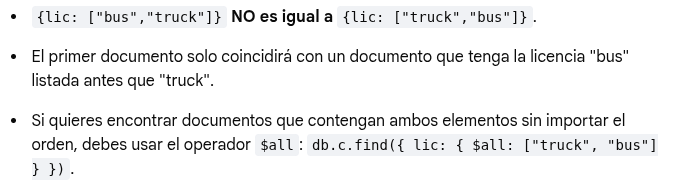 • {lic: ["bus","truck"]} NO es igual a {lic: ["truck","bus"]}.
• El primer documento solo coincidirá con un documento que tenga la licencia "bus"
listada antes que "truck".
• Si quieres encontrar documentos que contengan ambos elementos sin importar el
orden, debes usar el operador $all: db.c.find({ lic: { $all: ["truck", "bus"]
} }).